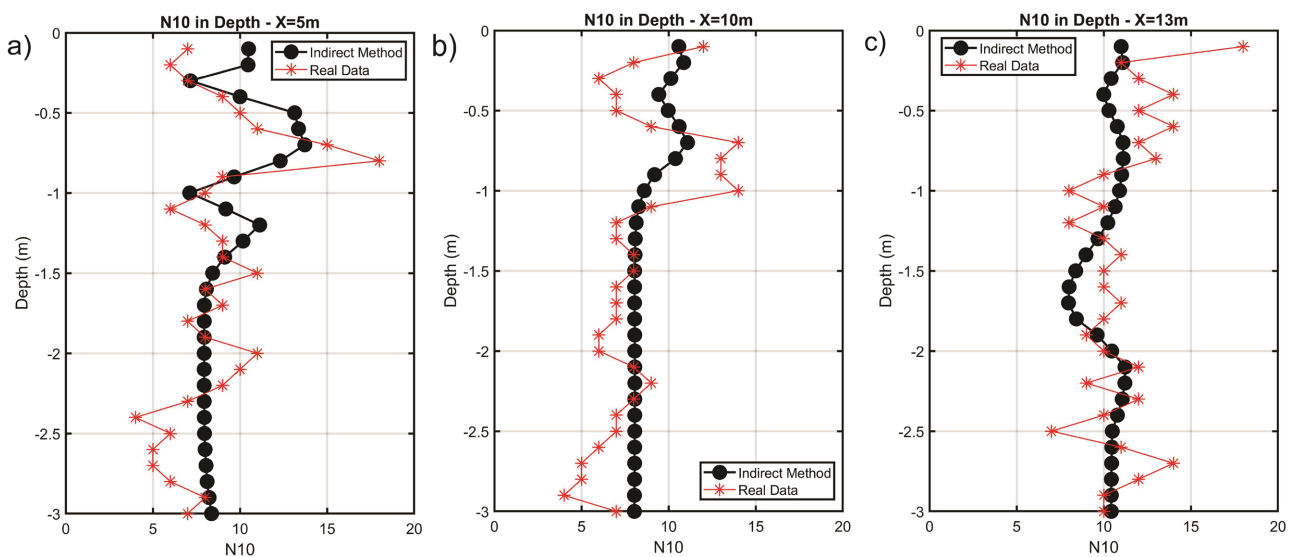 a)
N10 in Depth - X=5m
Indirect Method
Real Data
0
-0.5
-1
-1.5
-2
-2.5
-3
Depth (m)
0 5 10 15 20
N10
b)
N10 in Depth - X=10m
0
-0.5
-1
-1.5
-2
-2.5
-3
Depth (m)
Indirect Method
Real Data
0 5 10 15 20
N10
c)
N10 in Depth - X=13m
Indirect Method
Real Data
0
-0.5
-1
-1.5
-2
-2.5
-3
Depth (m)
0 5 10 15 20
N10